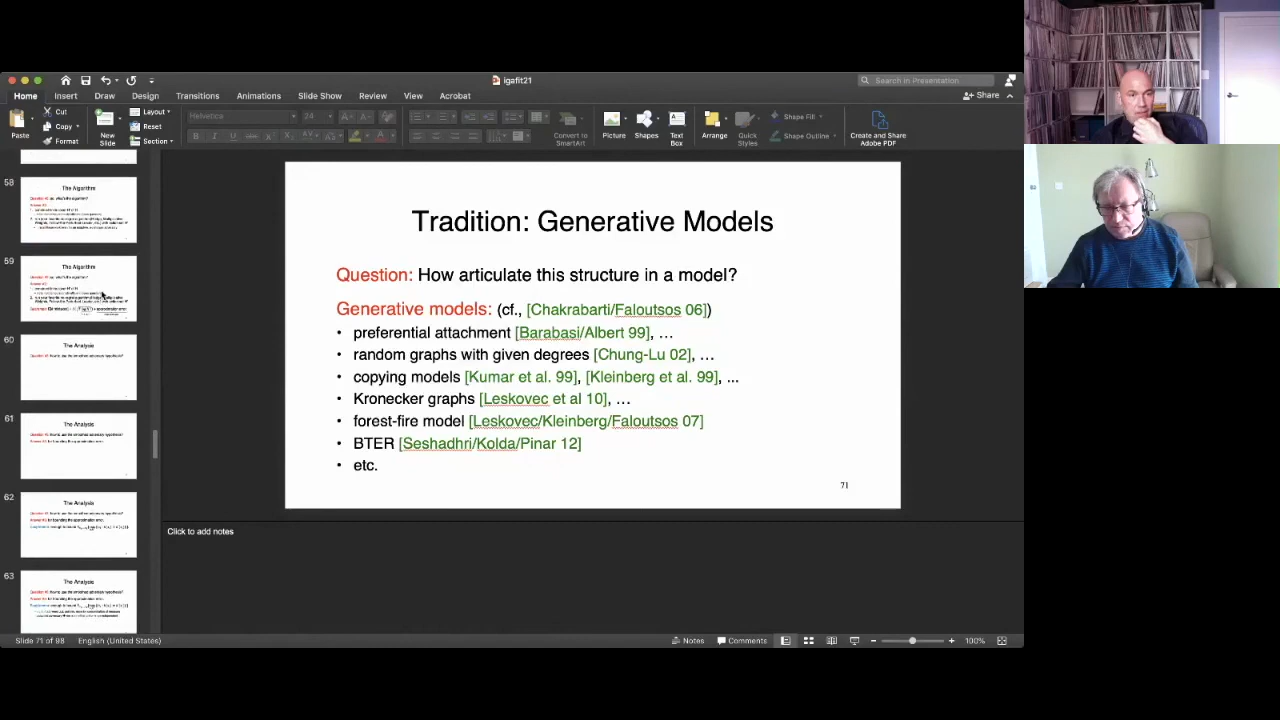 igafit21
Search in Presentation
Home
Insert
Draw
Design
Transitions
Animations
Slide Show
Review
View
Acrobat
Share
Paste
Cut
Copy
Format
New
Slide
Layout
Reset
Section
Helvetica
24
Convert to
SmartArt
Picture
Shapes
Text
Box
Arrange
Quick
Styles
Shape Fill
Shape Outline
Create and Share
Adobe PDF
58
The Algorithm
59
The Algorithm
60
The Analysis
61
The Analysis
62
The Analysis
63
The Analysis
Tradition: Generative Models
Question: How articulate this structure in a model?
Generative models: (cf., [Chakrabarti/Faloutsos 06])
• preferential attachment [Barabasi/Albert 99], …
• random graphs with given degrees [Chung-Lu 02], …
• copying models [Kumar et al. 99], [Kleinberg et al. 99], ...
• Kronecker graphs [Leskovec et al 10], …
• forest-fire model [Leskovec/Kleinberg/Faloutsos 07]
• BTER [Seshadhri/Kolda/Pinar 12]
• etc.
71
Click to add notes
Slide 71 of 98
English (United States)
Notes
Comments
100%